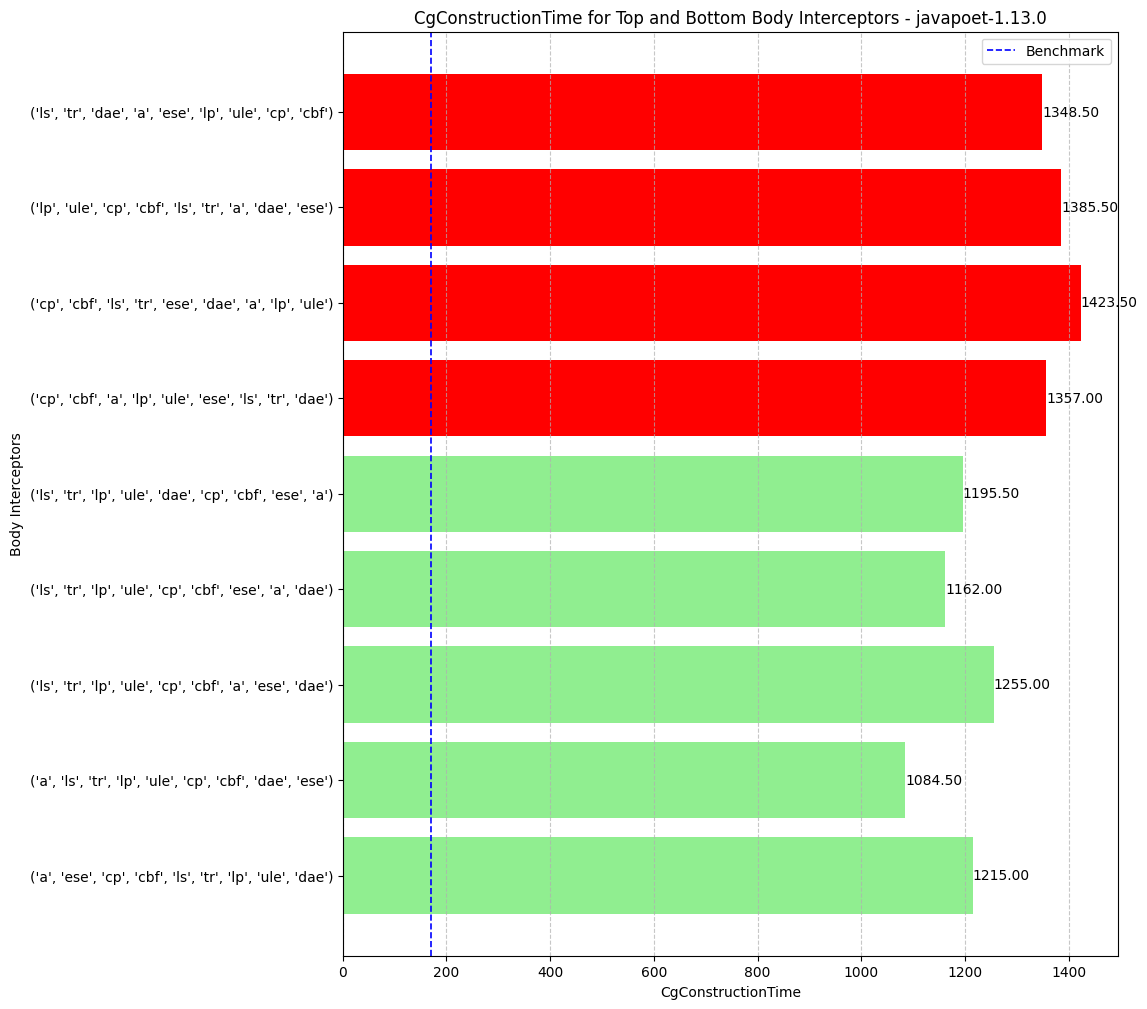 CgConstructionTime for Top and Bottom Body Interceptors - javapoet-1.13.0
Benchmark
('ls', 'tr', 'dae', 'a', 'ese', 'lp', 'ule', 'cp', 'cbf') 1348.50
('lp', 'ule', 'cp', 'cbf', 'ls', 'tr', 'a', 'dae', 'ese') 1385.50
('cp', 'cbf', 'ls', 'tr', 'ese', 'dae', 'a', 'lp', 'ule') 1423.50
('cp', 'cbf', 'a', 'lp', 'ule', 'ese', 'ls', 'tr', 'dae') 1357.00
('ls', 'tr', 'lp', 'ule', 'dae', 'cp', 'cbf', 'ese', 'a') 1195.50
('ls', 'tr', 'lp', 'ule', 'cp', 'cbf', 'ese', 'a', 'dae') 1162.00
('ls', 'tr', 'lp', 'ule', 'cp', 'cbf', 'a', 'ese', 'dae') 1255.00
('a', 'ls', 'tr', 'lp', 'ule', 'cp', 'cbf', 'dae', 'ese') 1084.50
('a', 'ese', 'cp', 'cbf', 'ls', 'tr', 'lp', 'ule', 'dae') 1215.00
Body Interceptors
0 200 400 600 800 1000 1200 1400
CgConstructionTime